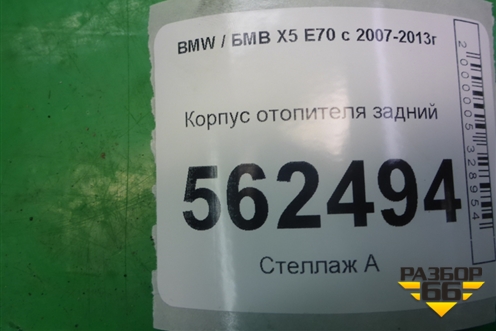 BMW / БМВ X5 E70 с 2007-2013г
Корпус отопителя задний
562494
Стеллаж А
2000005328954
РАЗБОР
66